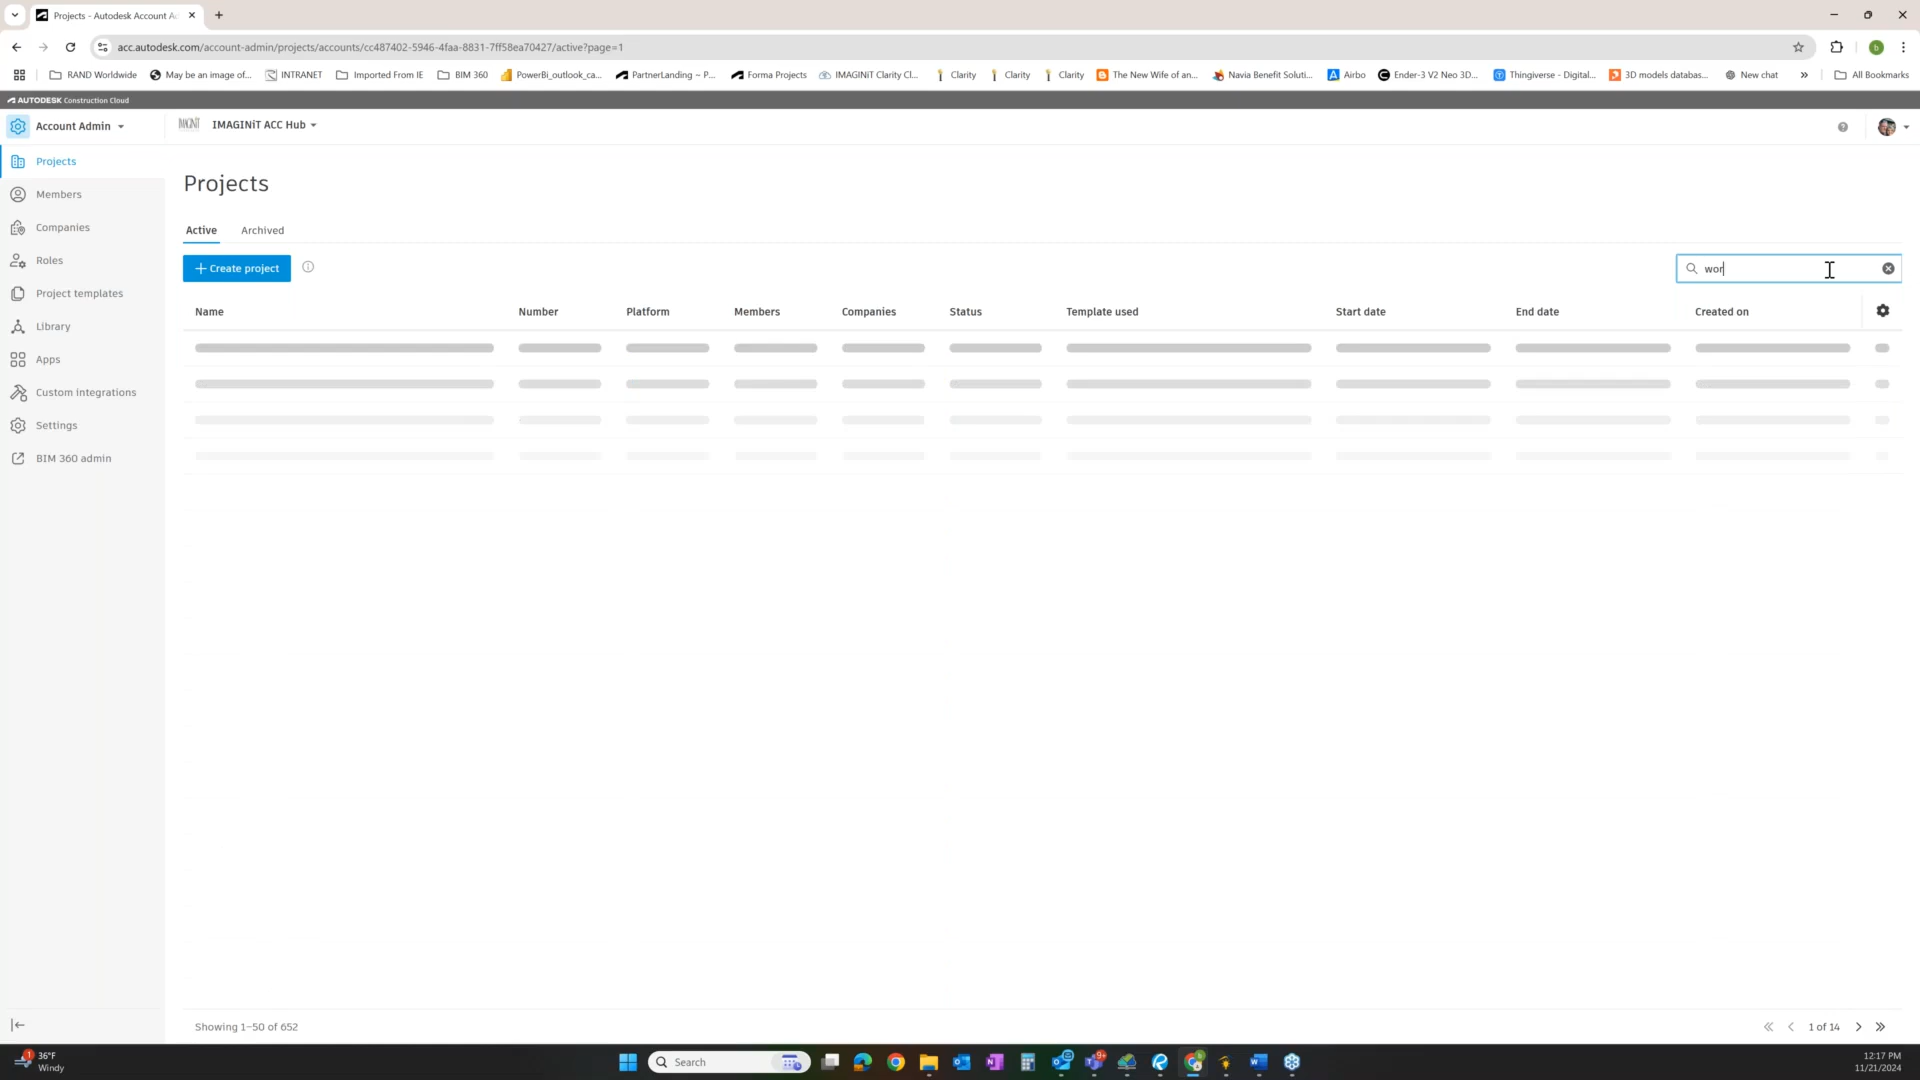 Projects - Autodesk Account Ac
acc.autodesk.com/account-admin/projects/accounts/cc487402-5946-4faa-8831-7ff58ea70427/active?page=1
b
RAND Worldwide
May be an image of...
INTRANET
Imported From IE
BIM 360
PowerBi_outlook_ca...
PartnerLanding ~ P...
Forma Projects
IMAGINiT Clarity Cl...
Clarity
Clarity
Clarity
The New Wife of an...
Navia Benefit Soluti...
Airbo
Ender-3 V2 Neo 3D...
Thingiverse - Digital...
3D models databas...
New chat
»
All Bookmarks
AUTODESK Construction Cloud
Account Admin
IMAGINiT ACC Hub
Projects
Members
Companies
Roles
Project templates
Library
Apps
Custom integrations
Settings
BIM 360 admin
Projects
Active
Archived
+ Create project
wor
Name
Number
Platform
Members
Companies
Status
Template used
Start date
End date
Created on
Showing 1–50 of 652
1 of 14
1
36°F
Windy
Search
9+
12:17 PM
11/21/2024